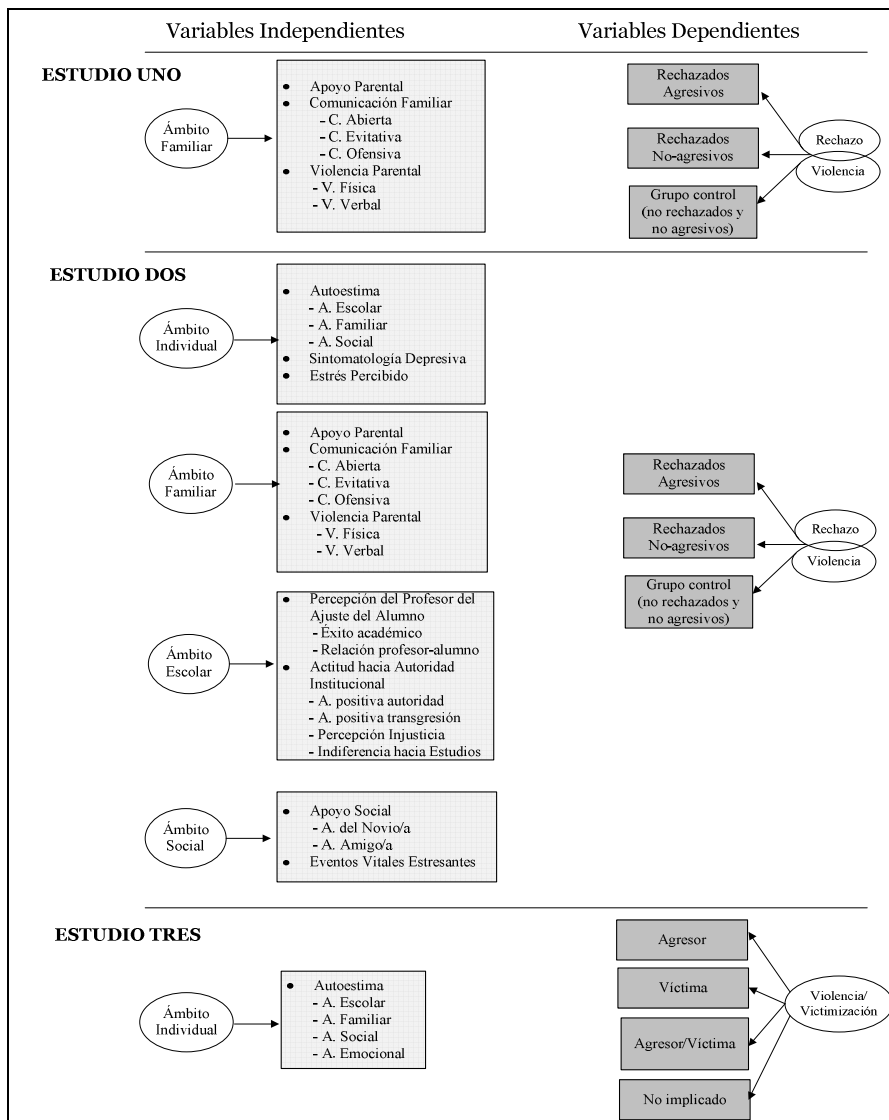 Variables Independientes
Variables Dependientes
ESTUDIO UNO
Ámbito
Familiar
● Apoyo Parental
● Comunicación Familiar
- C. Abierta
- C. Evitativa
- C. Ofensiva
● Violencia Parental
- V. Física
- V. Verbal
Rechazados
Agresivos
Rechazados
No-agresivos
Grupo control
(no rechazados y
no agresivos)
Rechazo
Violencia
ESTUDIO DOS
Ámbito
Individual
● Autoestima
- A. Escolar
- A. Familiar
- A. Social
● Sintomatología Depresiva
● Estrés Percibido
Ámbito
Familiar
● Apoyo Parental
● Comunicación Familiar
- C. Abierta
- C. Evitativa
- C. Ofensiva
● Violencia Parental
- V. Física
- V. Verbal
Ámbito
Escolar
● Percepción del Profesor del
Ajuste del Alumno
- Éxito académico
- Relación profesor-alumno
● Actitud hacia Autoridad
Institucional
- A. positiva autoridad
- A. positiva transgresión
- Percepción Injusticia
- Indiferencia hacia Estudios
Ámbito
Social
● Apoyo Social
- A. del Novio/a
- A. Amigo/a
● Eventos Vitales Estresantes
Rechazados
Agresivos
Rechazados
No-agresivos
Grupo control
(no rechazados y
no agresivos)
Rechazo
Violencia
ESTUDIO TRES
Ámbito
Individual
● Autoestima
- A. Escolar
- A. Familiar
- A. Social
- A. Emocional
Agresor
Víctima
Agresor/Víctima
No implicado
Violencia/
Victimización